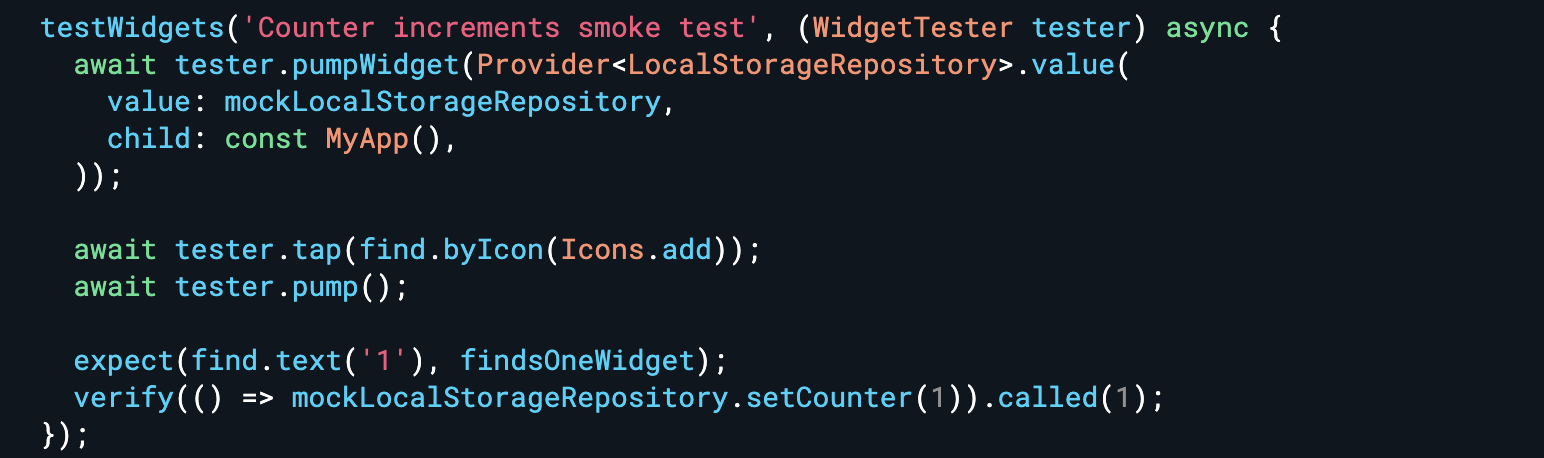 testWidgets('Counter increments smoke test', (WidgetTester tester) async {
  await tester.pumpWidget(Provider<LocalStorageRepository>.value(
    value: mockLocalStorageRepository,
    child: const MyApp(),
  ));

  await tester.tap(find.byIcon(Icons.add));
  await tester.pump();

  expect(find.text('1'), findsOneWidget);
  verify(() => mockLocalStorageRepository.setCounter(1)).called(1);
});